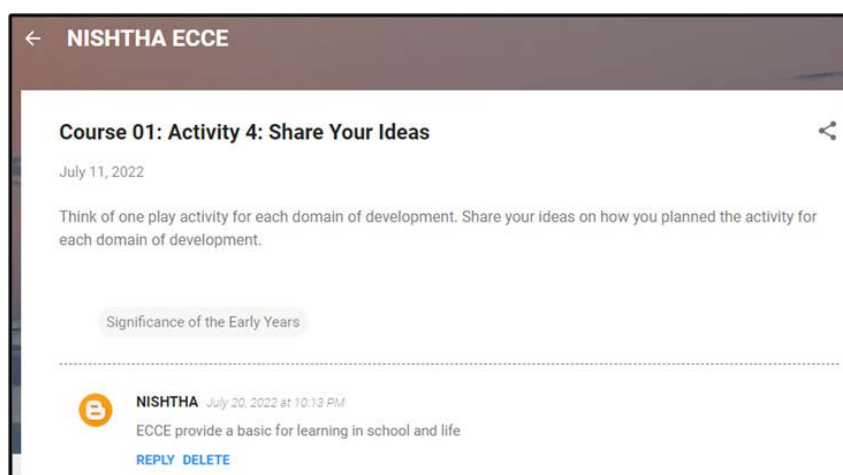 NISHTHA ECCE
Course 01: Activity 4: Share Your Ideas
July 11, 2022
Think of one play activity for each domain of development. Share your ideas on how you planned the activity for
each domain of development.
Significance of the Early Years
NISHTHA July 20, 2022 at 10:13 PM
ECCE provide a basic for learning in school and life
REPLY DELETE